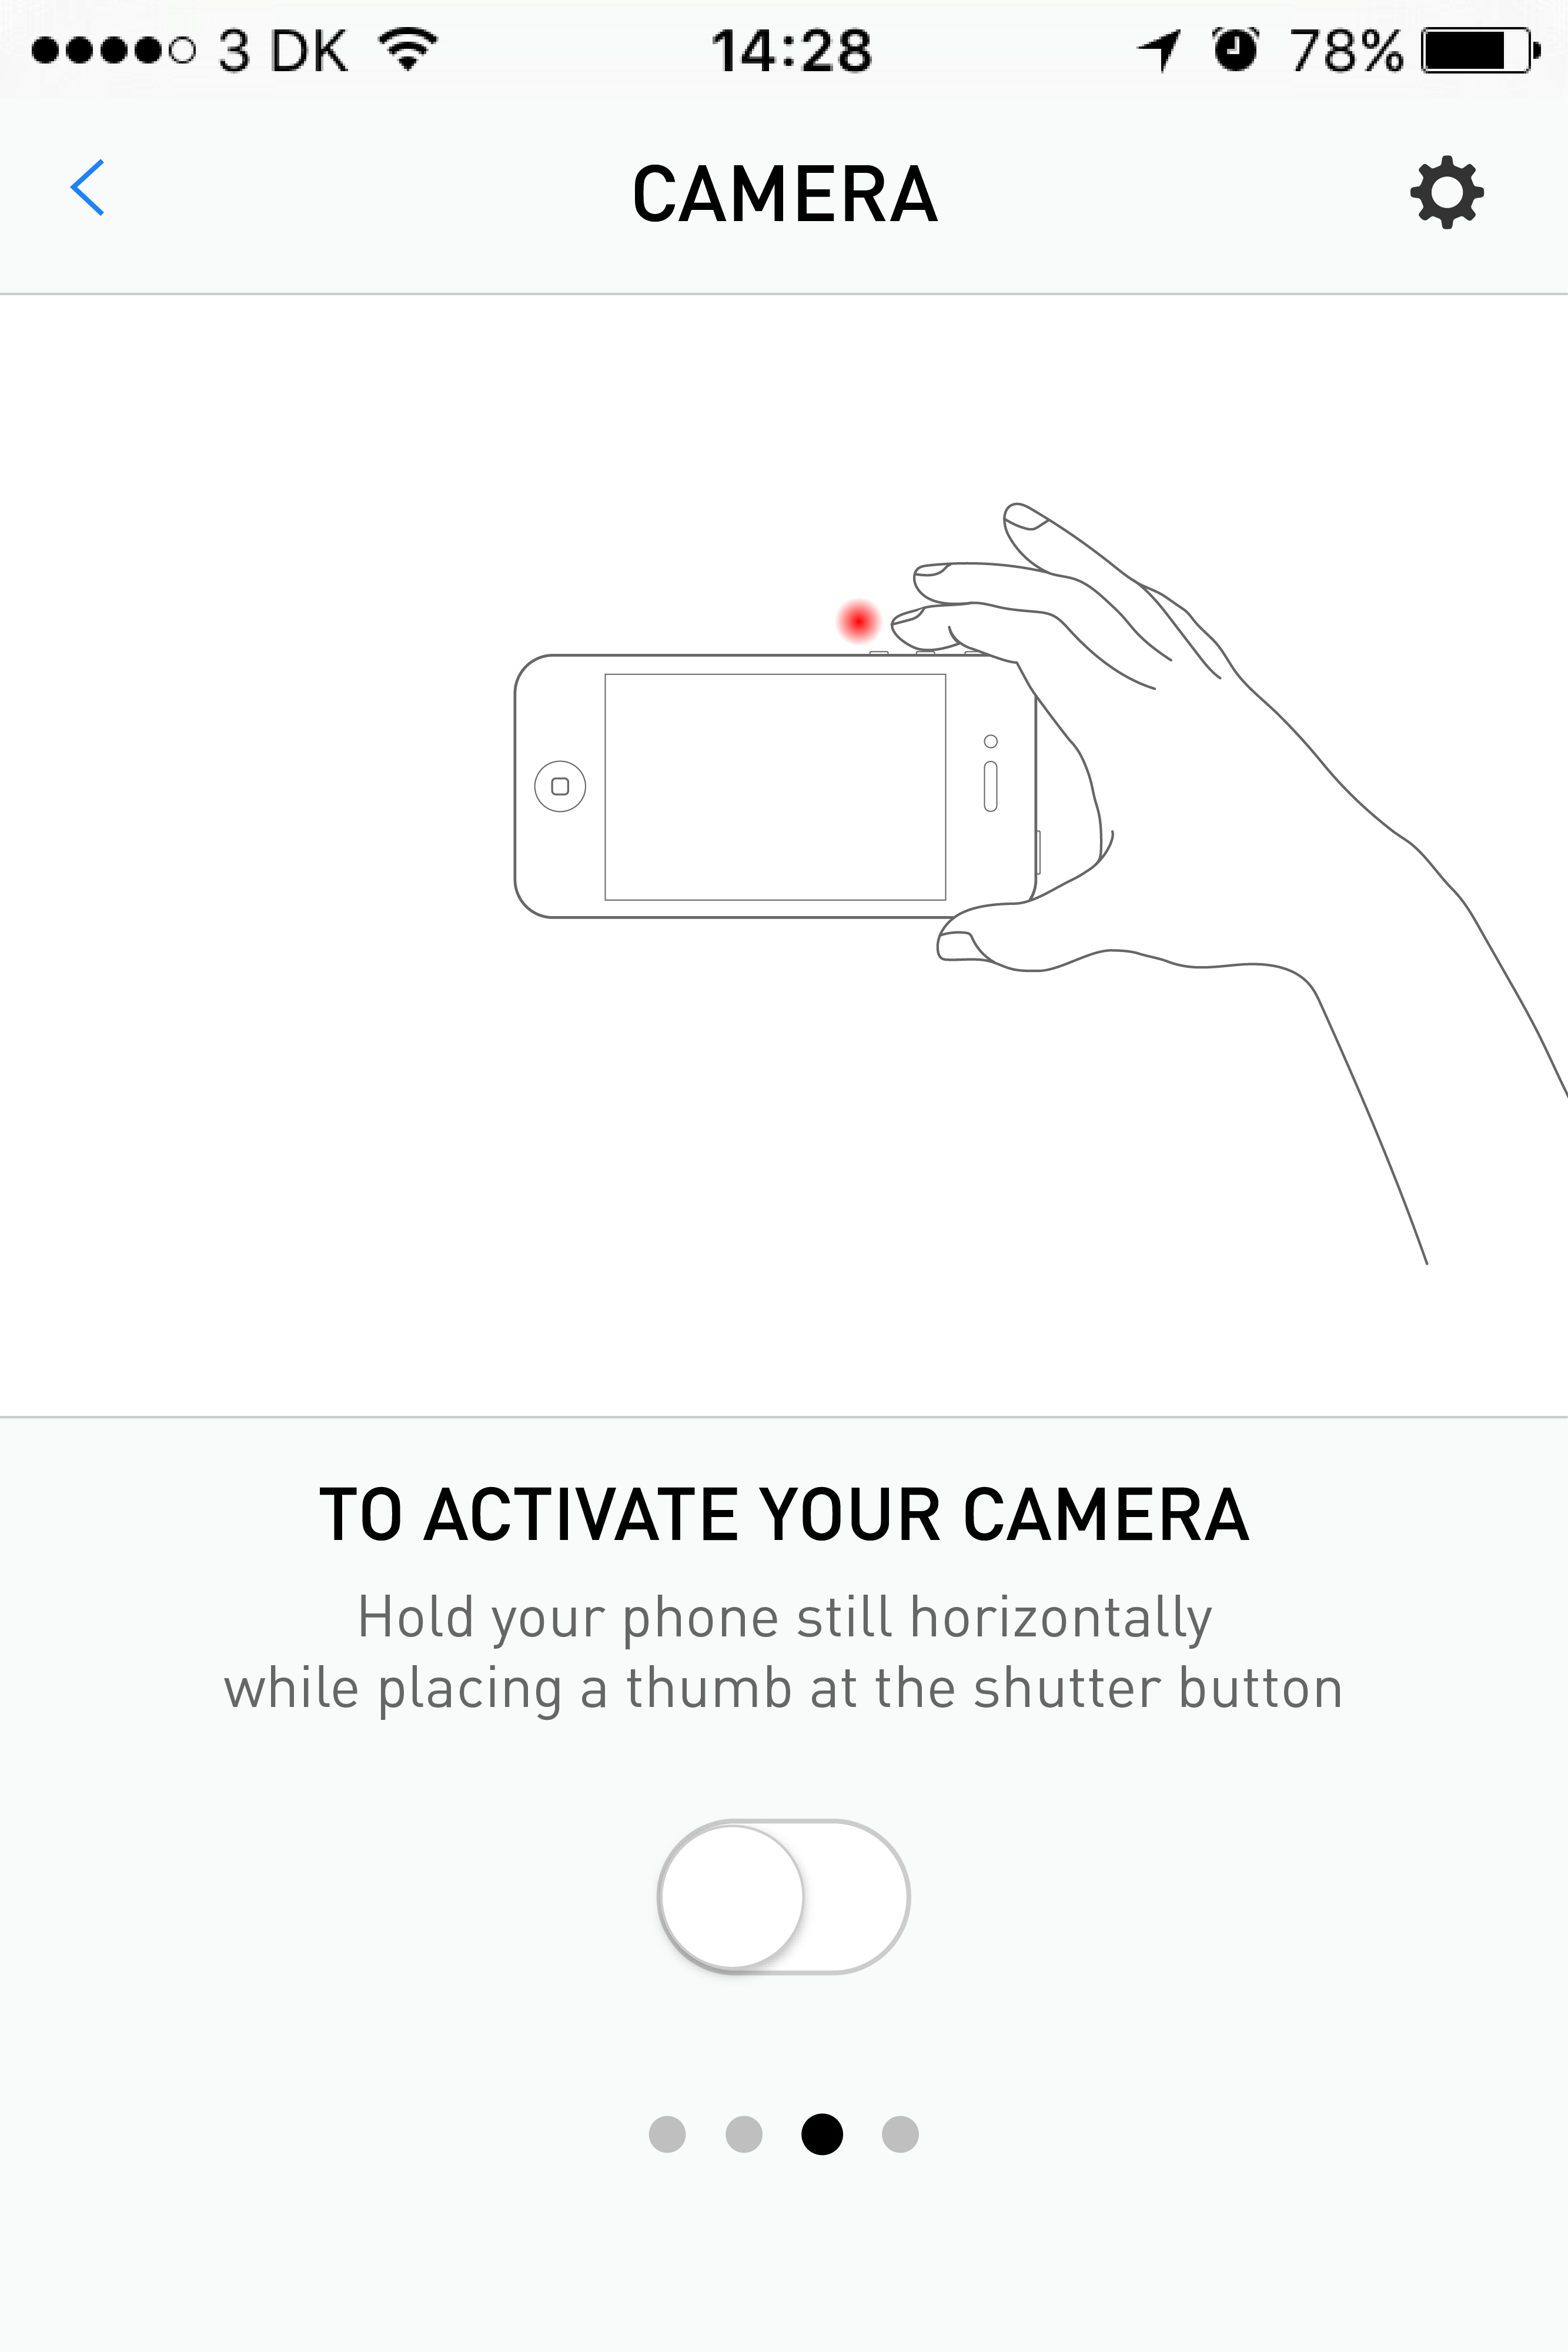 3 DK 14:28 78%
CAMERA
TO ACTIVATE YOUR CAMERA
Hold your phone still horizontally
while placing a thumb at the shutter button